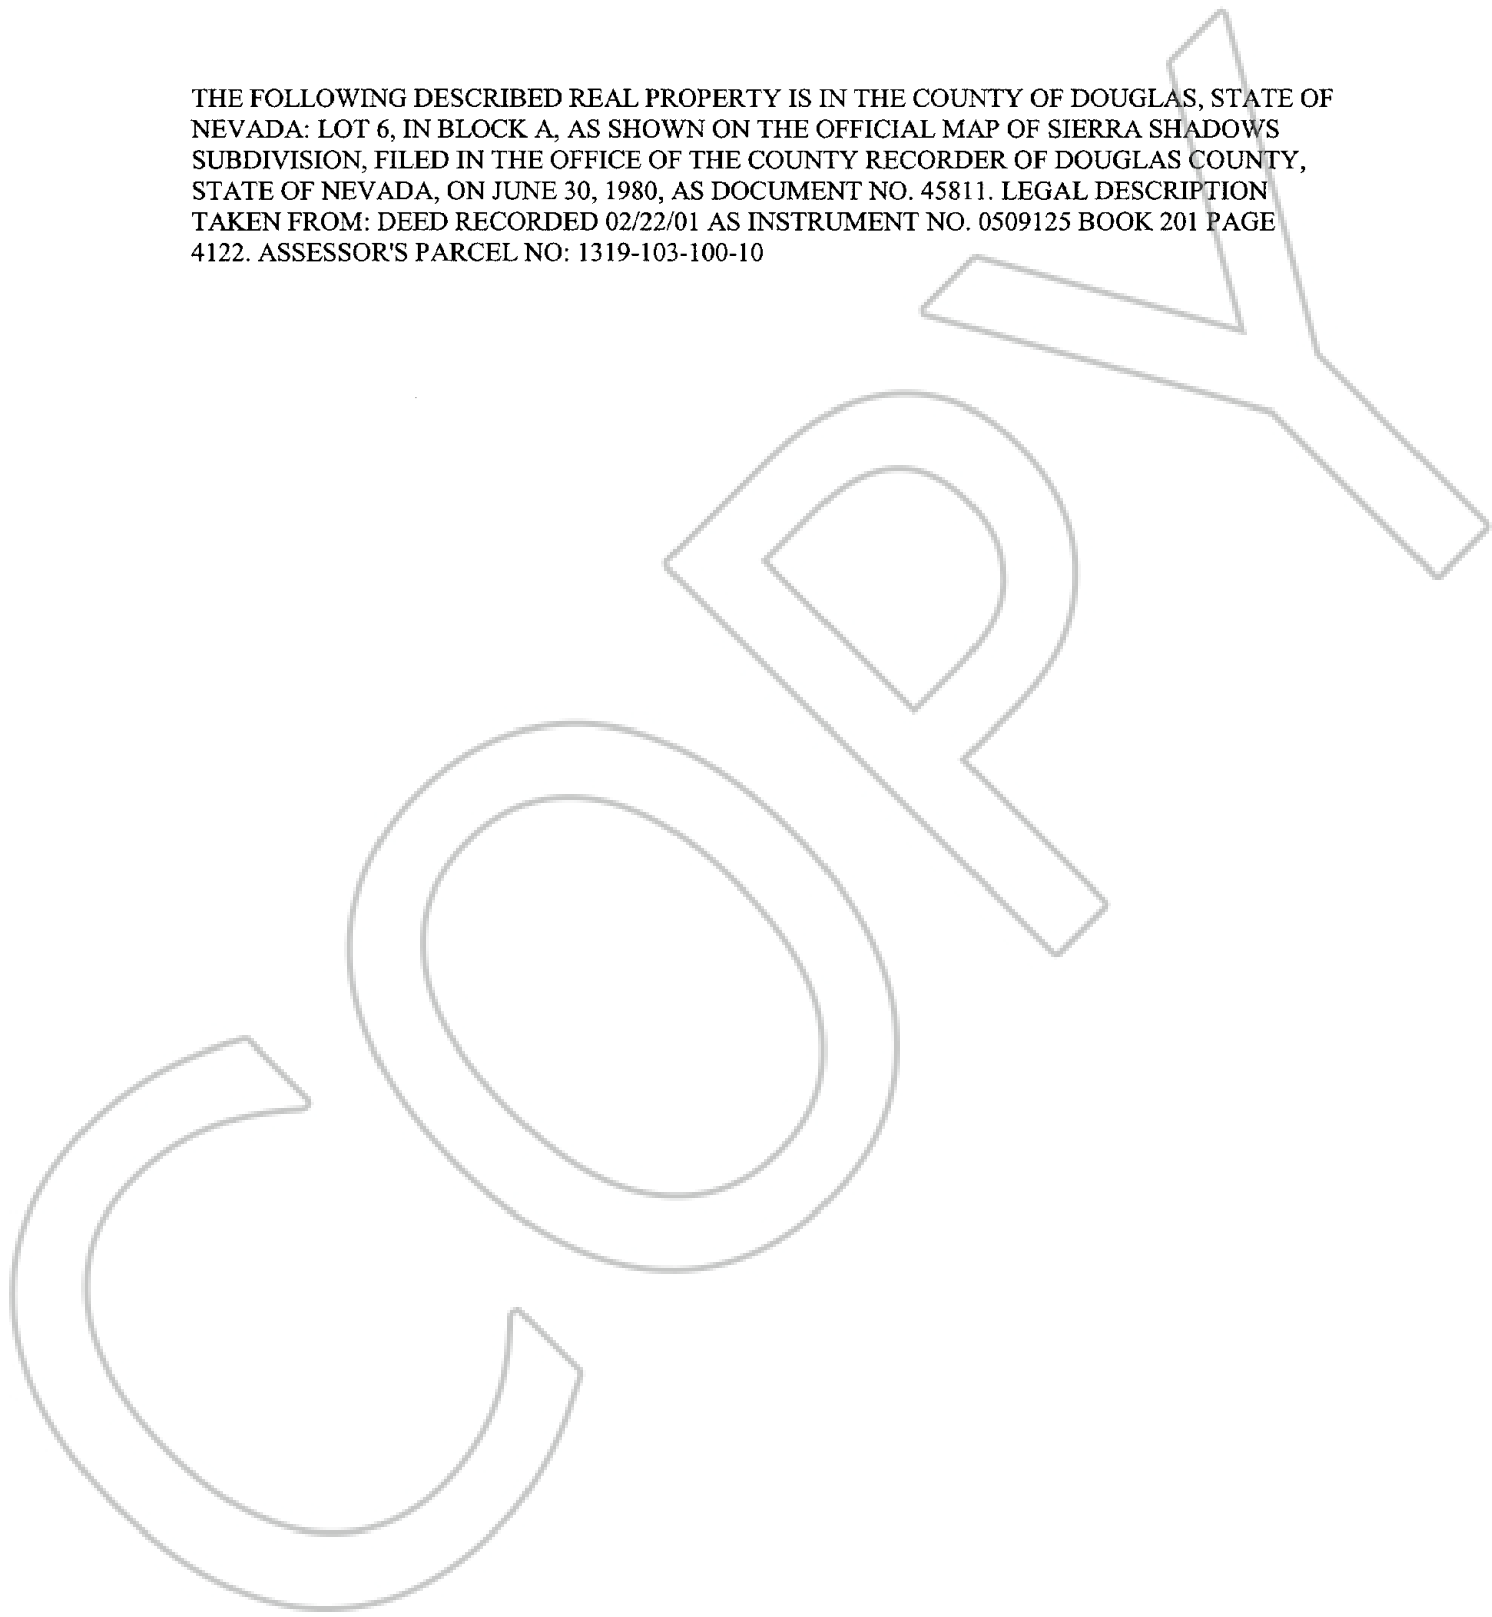 THE FOLLOWING DESCRIBED REAL PROPERTY IS IN THE COUNTY OF DOUGLAS, STATE OF
NEVADA: LOT 6, IN BLOCK A, AS SHOWN ON THE OFFICIAL MAP OF SIERRA SHADOWS
SUBDIVISION, FILED IN THE OFFICE OF THE COUNTY RECORDER OF DOUGLAS COUNTY,
STATE OF NEVADA, ON JUNE 30, 1980, AS DOCUMENT NO. 45811. LEGAL DESCRIPTION
TAKEN FROM: DEED RECORDED 02/22/01 AS INSTRUMENT NO. 0509125 BOOK 201 PAGE
4122. ASSESSOR'S PARCEL NO: 1319-103-100-10
COPY